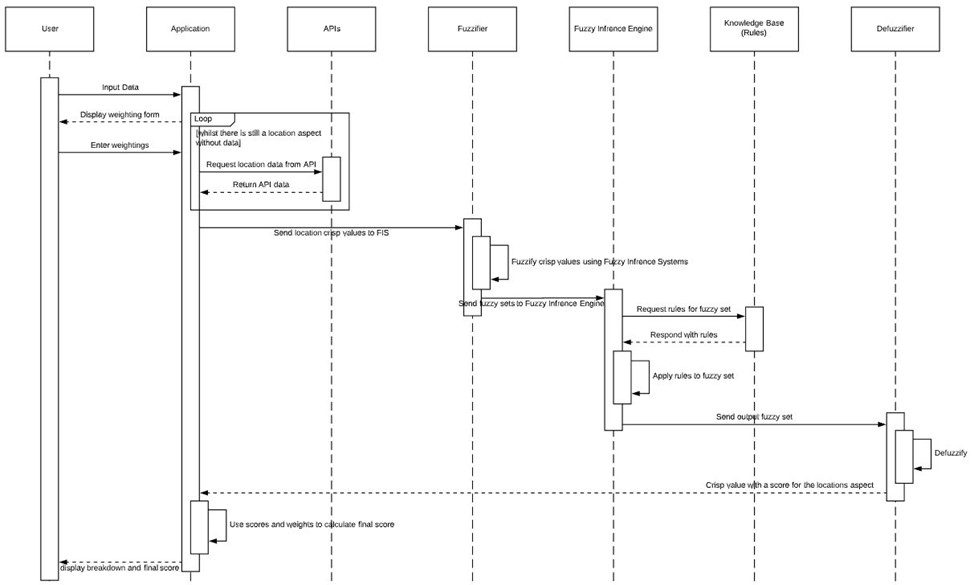 User
Application
APIs
Fuzzifier
Fuzzy Infrence Engine
Knowledge Base
(Rules)
Defuzzifier
Input Data
Display weighting form
Loop
[whilst there is still a location aspect
without data]
Enter weightings
Request location data from API
Return API data
Send location crisp values to FIS
Fuzzify crisp values using Fuzzy Infrence Systems
Send fuzzy sets to Fuzzy Infrence Engine
Request rules for fuzzy set
Respond with rules
Apply rules to fuzzy set
Send output fuzzy set
Defuzzify
Crisp value with a score for the locations aspect
Use scores and weights to calculate final score
display breakdown and final score